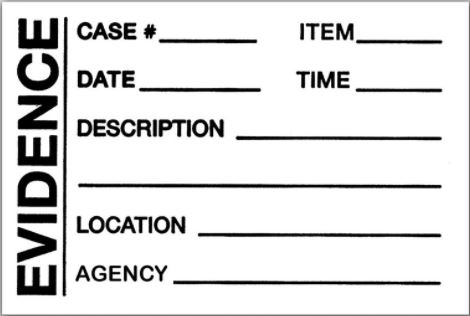 EVIDENCE
CASE # ITEM
DATE TIME
DESCRIPTION
LOCATION
AGENCY